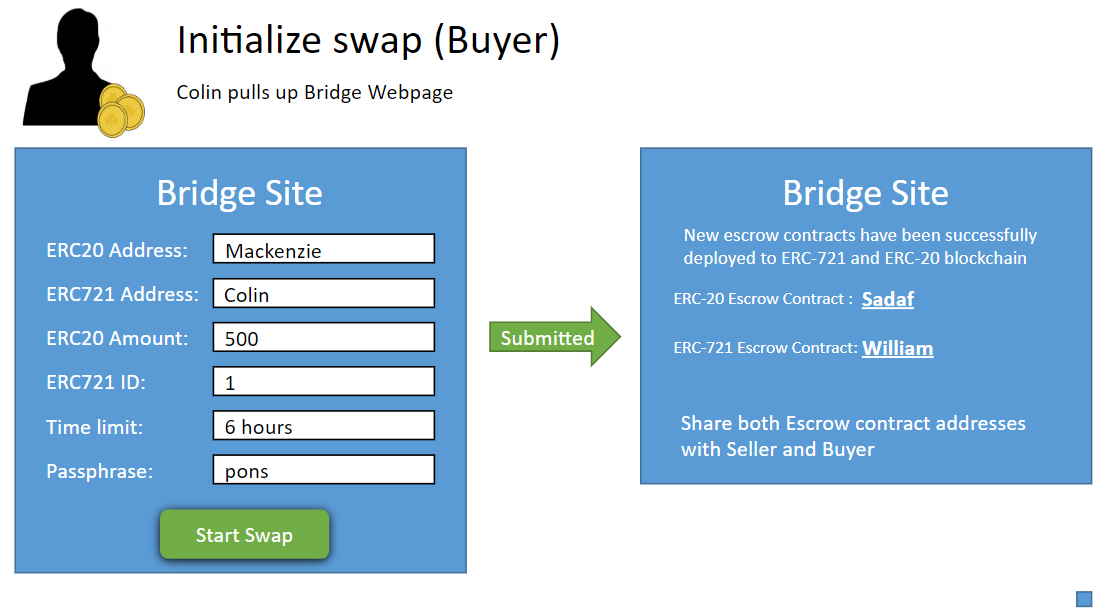 Initialize swap (Buyer)
Colin pulls up Bridge Webpage
Bridge Site
ERC20 Address: Mackenzie
ERC721 Address: Colin
ERC20 Amount: 500
ERC721 ID: 1
Time limit: 6 hours
Passphrase: pons
Start Swap
Submitted
Bridge Site
New escrow contracts have been successfully
deployed to ERC-721 and ERC-20 blockchain
ERC-20 Escrow Contract : Sadaf
ERC-721 Escrow Contract: William
Share both Escrow contract addresses
with Seller and Buyer